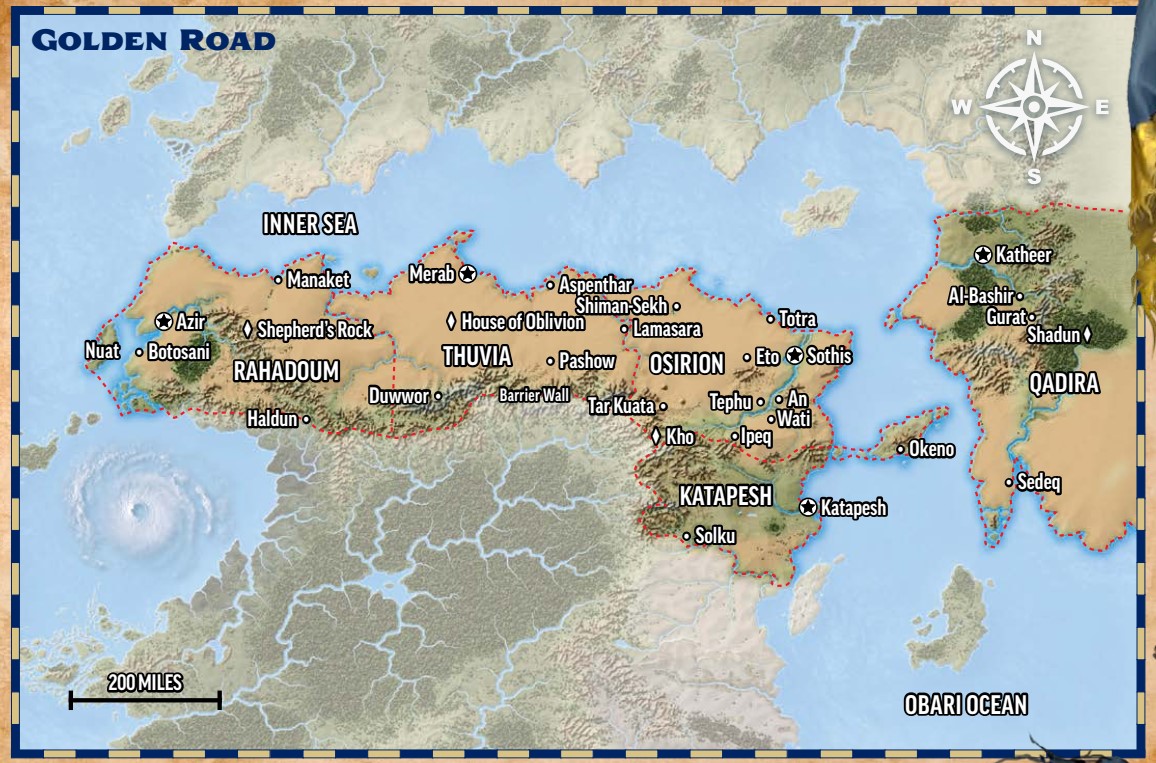 GOLDEN ROAD
N
W
E
S
INNER SEA
Katheer
Manaket
Merab
Aspenthar
Al-Bashir
Shiman-Sekh
Gurat
Azir
Shepherd's Rock
House of Oblivion
Lamasara
Totra
Shadun
Nuat
Botosani
RAHADOUM
THUVIA
Pashow
OSIRION
Eto
Sothis
QADIRA
Duwwor
Barrier Wall
Tar Kuata
Tephu
An
Wati
Haldun
Kho
Ipeq
Okeno
KATAPESH
Katapesh
Sedeq
Solku
200 MILES
OBARI OCEAN